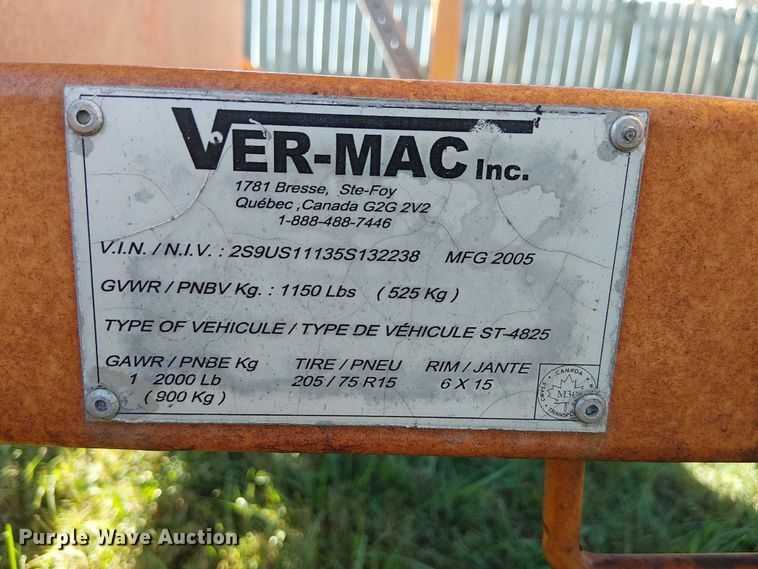 VER-MAC Inc.
1781 Bresse, Ste-Foy
Québec ,Canada G2G 2V2
1-888-488-7446
V.I.N. / N.I.V. : 2S9US11135S132238 MFG 2005
GVWR / PNBV Kg. : 1150 Lbs ( 525 Kg )
TYPE OF VEHICULE / TYPE DE VÉHICULE ST-4825
GAWR / PNBE Kg TIRE / PNEU RIM / JANTE
1 2000 Lb 205 / 75 R15 6 X 15
( 900 Kg )
CANADA
Purple Wave Auction